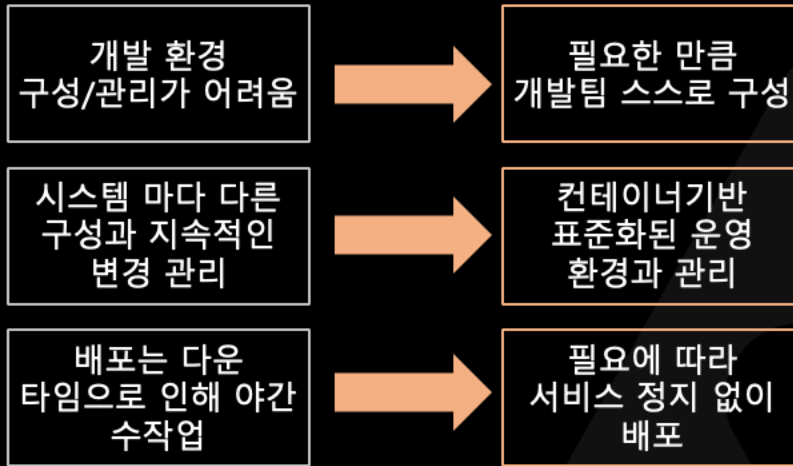 개발 환경
구성/관리가 어려움
필요한 만큼
개발팀 스스로 구성
시스템 마다 다른
구성과 지속적인
변경 관리
컨테이너기반
표준화된 운영
환경과 관리
배포는 다운
타임으로 인해 야간
수작업
필요에 따라
서비스 정지 없이
배포